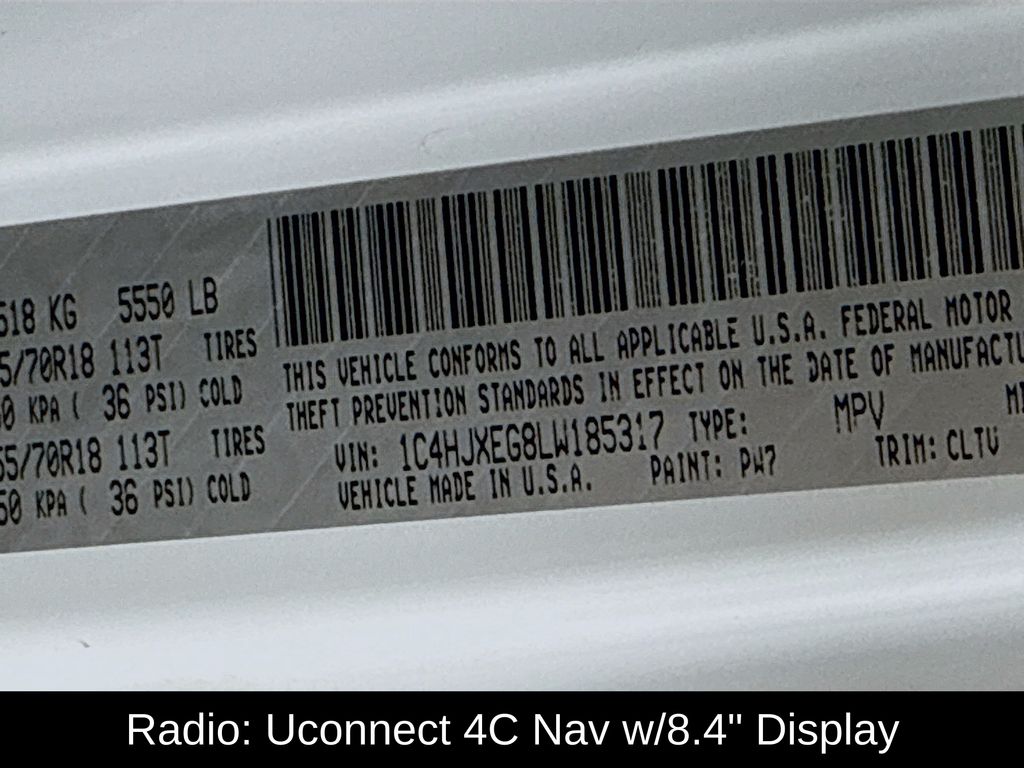 518 KG 5550 LB
5/70R18 113T TIRES
0 KPA ( 36 PSI) COLD
55/70R18 113T TIRES
50 KPA ( 36 PSI) COLD
THIS VEHICLE CONFORMS TO ALL APPLICABLE U.S.A. FEDERAL MOTOR
THEFT PREVENTION STANDARDS IN EFFECT ON THE DATE OF MANUFACTU
VIN: 1C4HJXEG8LW185317 TYPE: MPV
VEHICLE MADE IN U.S.A. PAINT: PW7 TRIM: CLTV
Radio: Uconnect 4C Nav w/8.4" Display